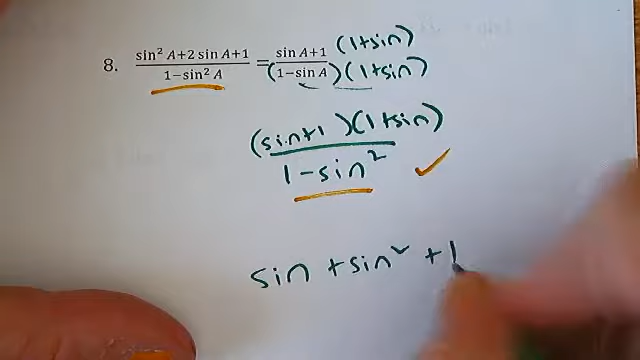 8. sin² A+2 sin A+1 / 1−sin² A = sin A+1 / (1−sin A) (1+sin) / (1+sin)
(sin+1)(1+sin)
1 - sin² ✓
sin + sin² + 1